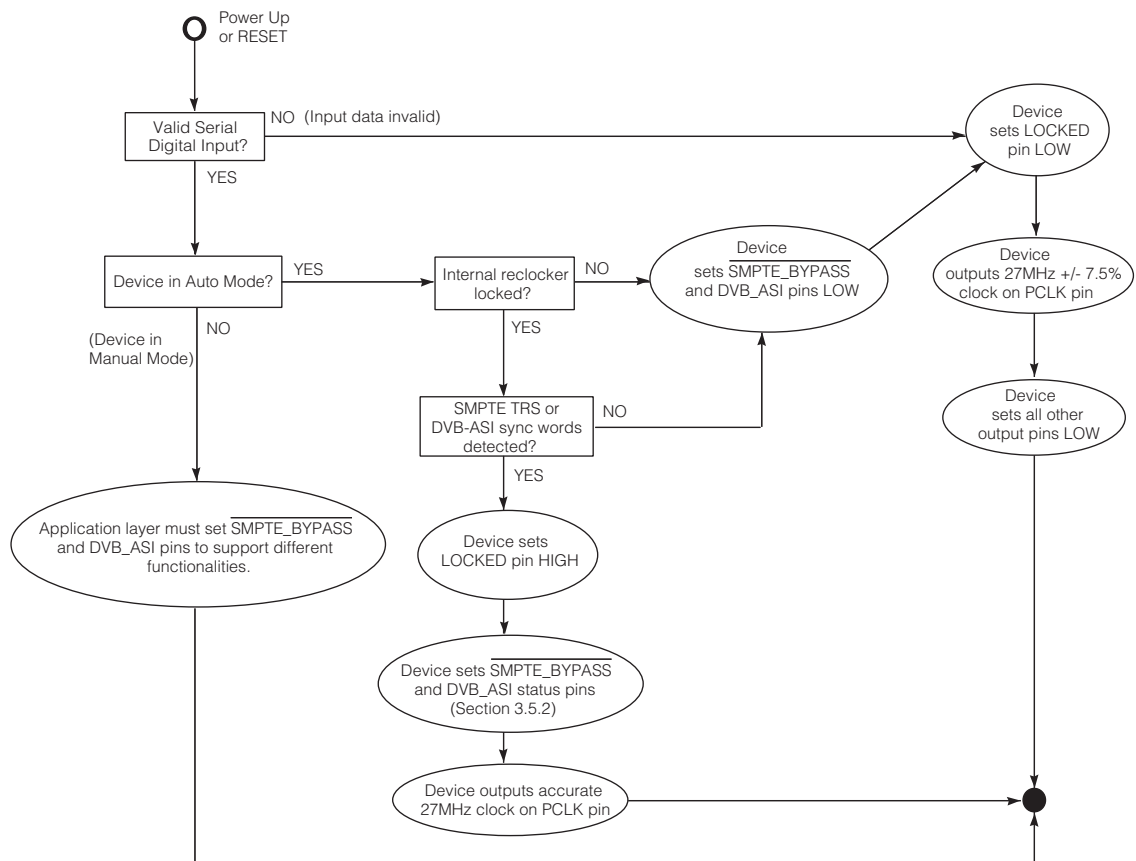 Power Up
or RESET
Valid Serial
Digital Input?
NO (Input data invalid)
YES
Device
sets LOCKED
pin LOW
Device in Auto Mode?
YES
NO
(Device in
Manual Mode)
Internal reclocker
locked?
NO
YES
Device
sets SMPTE_BYPASS
and DVB_ASI pins LOW
Device
outputs 27MHz +/- 7.5%
clock on PCLK pin
SMPTE TRS or
DVB-ASI sync words
detected?
NO
YES
Device
sets all other
output pins LOW
Application layer must set SMPTE_BYPASS
and DVB_ASI pins to support different
functionalities.
Device sets
LOCKED pin HIGH
Device sets SMPTE_BYPASS
and DVB_ASI status pins
(Section 3.5.2)
Device outputs accurate
27MHz clock on PCLK pin